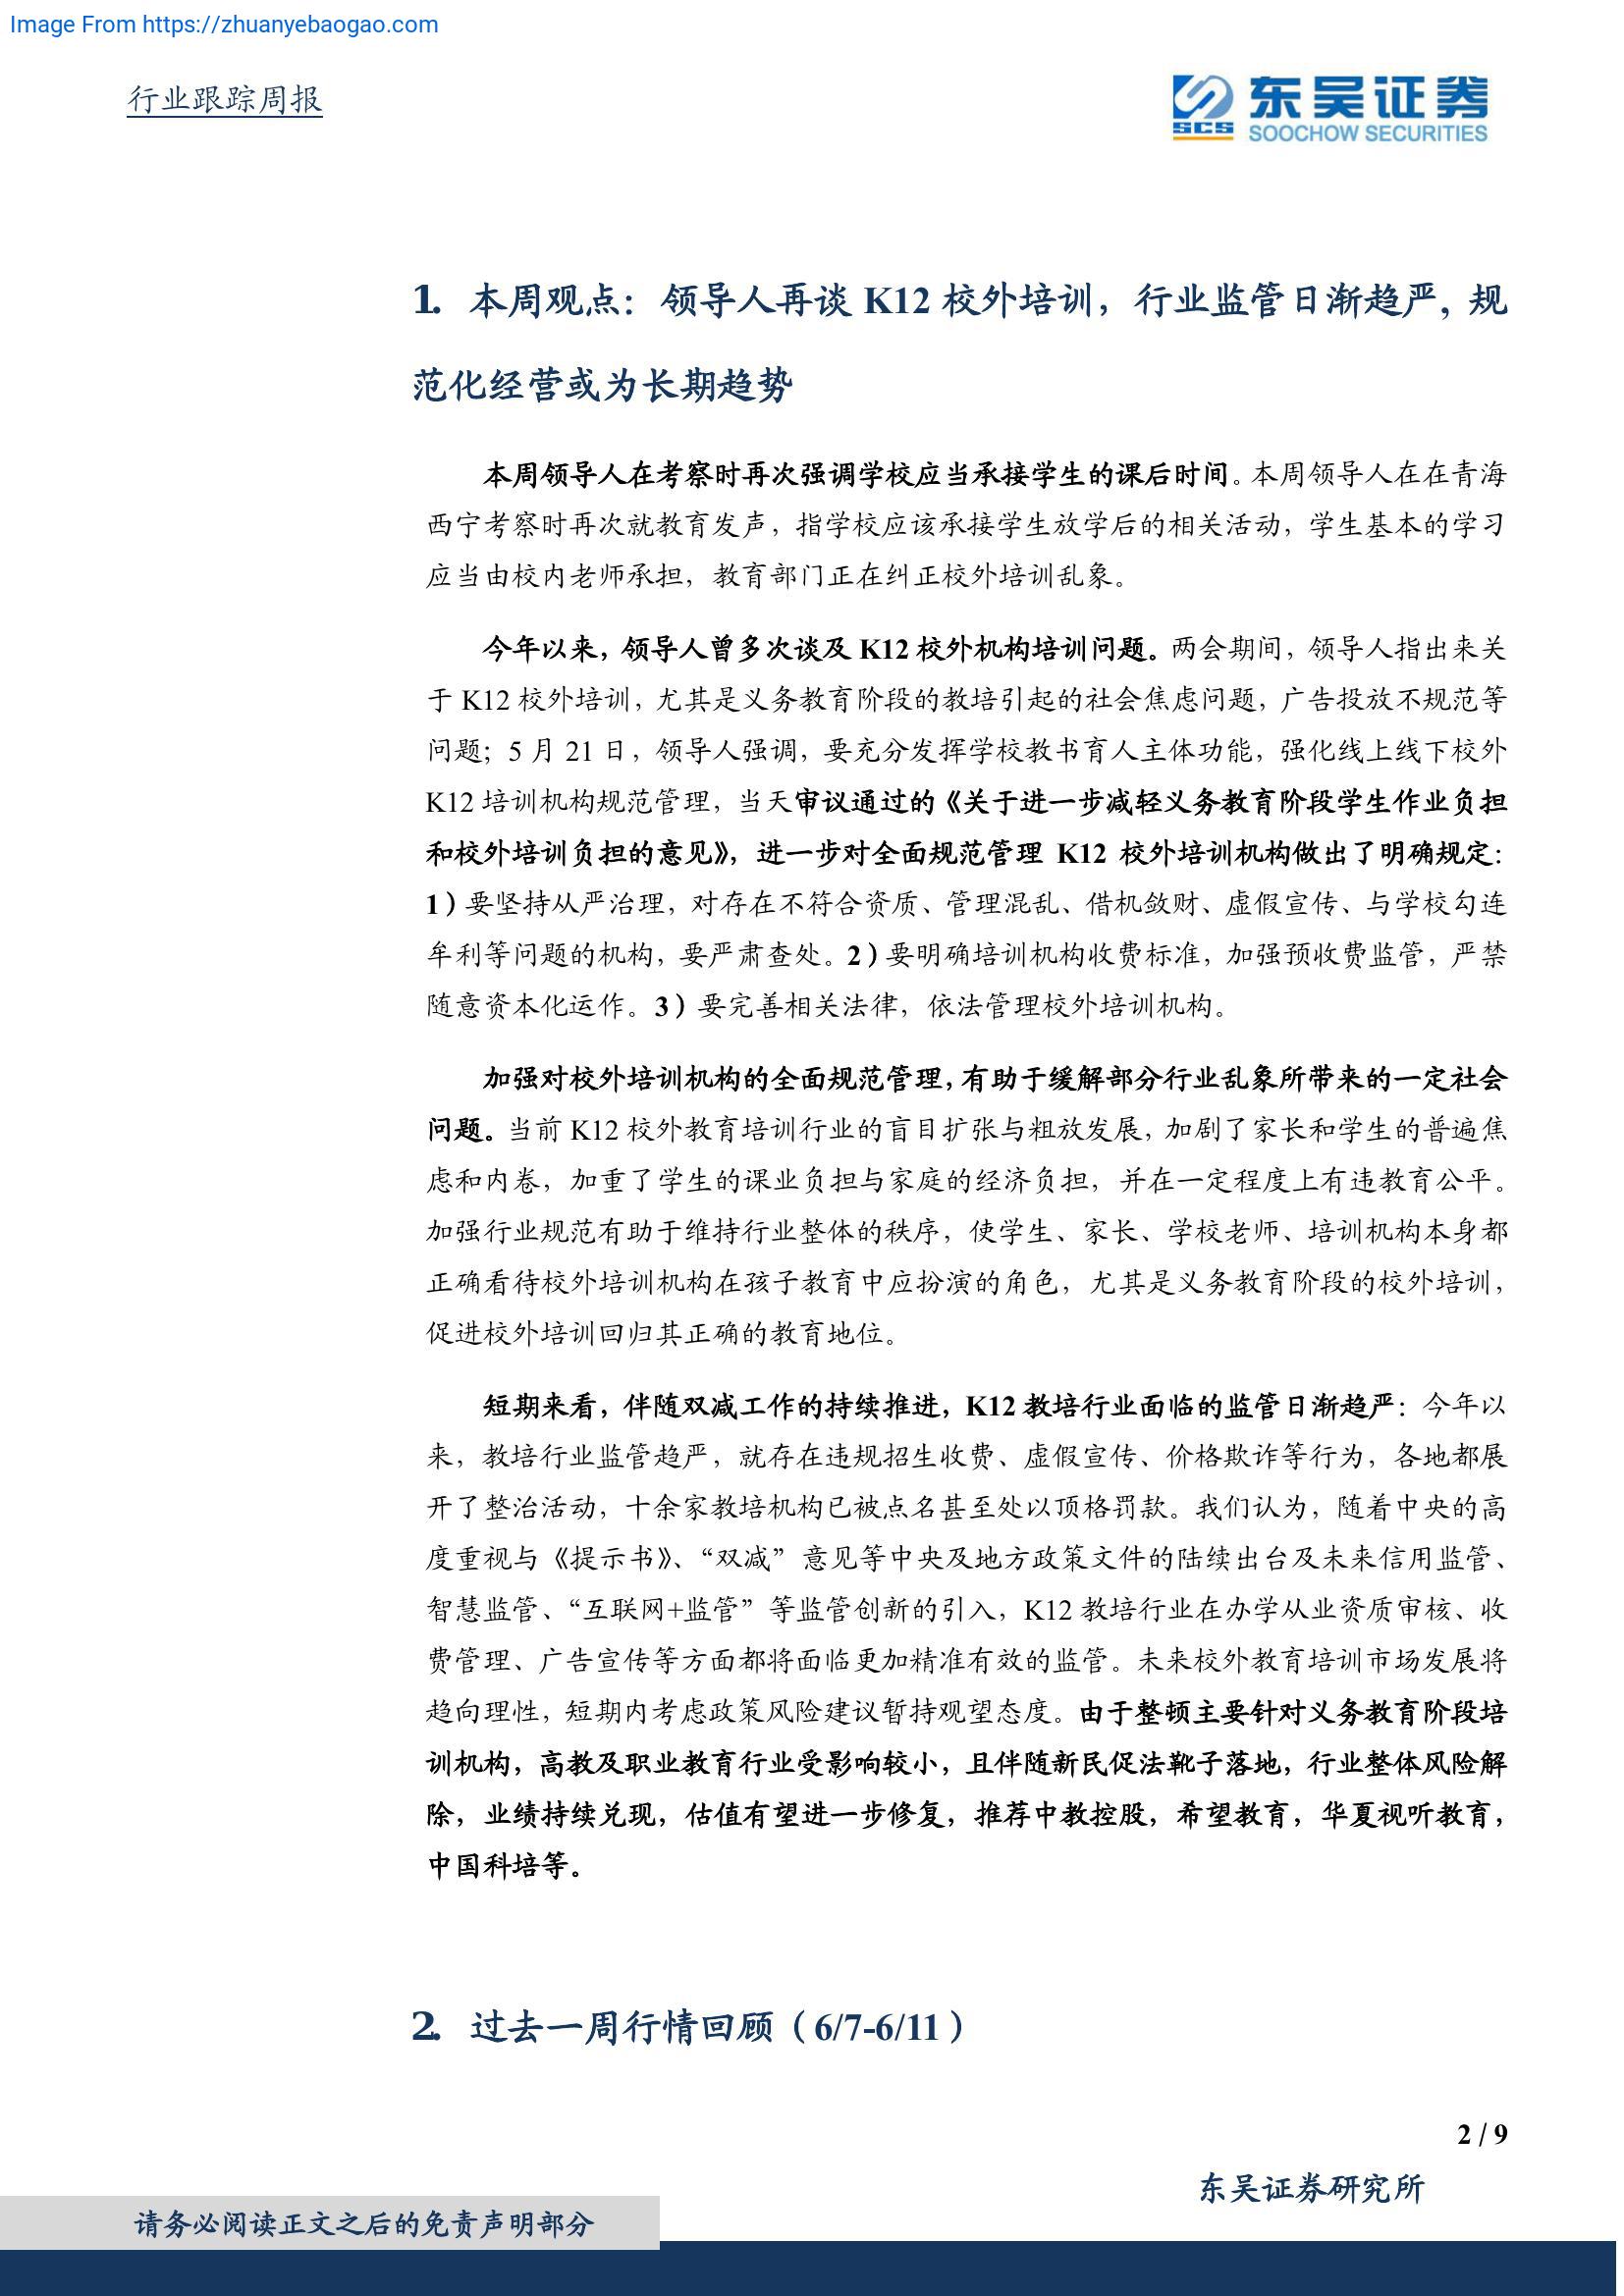 Image From https://zhuanyebaogao.com
行业跟踪周报
SCS
东吴证券
SOOCHOW SECURITIES
1. 本周观点：领导人再谈 K12 校外培训，行业监管日渐趋严，规
范化经营或为长期趋势
本周领导人在考察时再次强调学校应当承接学生的课后时间。本周领导人在在青海
西宁考察时再次就教育发声，指学校应该承接学生放学后的相关活动，学生基本的学习
应当由校内老师承担，教育部门正在纠正校外培训乱象。
今年以来，领导人曾多次谈及 K12 校外机构培训问题。两会期间，领导人指出来关
于 K12 校外培训，尤其是义务教育阶段的教培引起的社会焦虑问题，广告投放不规范等
问题；5 月 21 日，领导人强调，要充分发挥学校教书育人主体功能，强化线上线下校外
K12 培训机构规范管理，当天审议通过的《关于进一步减轻义务教育阶段学生作业负担
和校外培训负担的意见》，进一步对全面规范管理 K12 校外培训机构做出了明确规定：
1）要坚持从严治理，对存在不符合资质、管理混乱、借机敛财、虚假宣传、与学校勾连
牟利等问题的机构，要严肃查处。2）要明确培训机构收费标准，加强预收费监管，严禁
随意资本化运作。3）要完善相关法律，依法管理校外培训机构。
加强对校外培训机构的全面规范管理，有助于缓解部分行业乱象所带来的一定社会
问题。当前 K12 校外教育培训行业的盲目扩张与粗放发展，加剧了家长和学生的普遍焦
虑和内卷，加重了学生的课业负担与家庭的经济负担，并在一定程度上有违教育公平。
加强行业规范有助于维持行业整体的秩序，使学生、家长、学校老师、培训机构本身都
正确看待校外培训机构在孩子教育中应扮演的角色，尤其是义务教育阶段的校外培训，
促进校外培训回归其正确的教育地位。
短期来看，伴随双减工作的持续推进，K12 教培行业面临的监管日渐趋严：今年以
来，教培行业监管趋严，就存在违规招生收费、虚假宣传、价格欺诈等行为，各地都展
开了整治活动，十余家教培机构已被点名甚至处以顶格罚款。我们认为，随着中央的高
度重视与《提示书》、“双减”意见等中央及地方政策文件的陆续出台及未来信用监管、
智慧监管、“互联网+监管”等监管创新的引入，K12 教培行业在办学从业资质审核、收
费管理、广告宣传等方面都将面临更加精准有效的监管。未来校外教育培训市场发展将
趋向理性，短期内考虑政策风险建议暂持观望态度。由于整顿主要针对义务教育阶段培
训机构，高教及职业教育行业受影响较小，且伴随新民促法靴子落地，行业整体风险解
除，业绩持续兑现，估值有望进一步修复，推荐中教控股，希望教育，华夏视听教育，
中国科培等。
2. 过去一周行情回顾（6/7-6/11）
2 / 9
东吴证券研究所
请务必阅读正文之后的免责声明部分